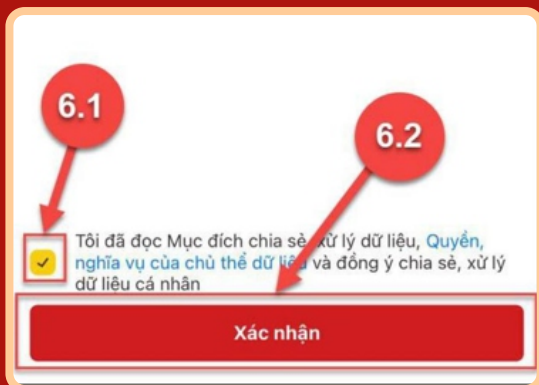 6.1
6.2
Tôi đã đọc Mục đích chia sẻ, xử lý dữ liệu, Quyền,
nghĩa vụ của chủ thể dữ liệu và đồng ý chia sẻ, xử lý
dữ liệu cá nhân
Xác nhận